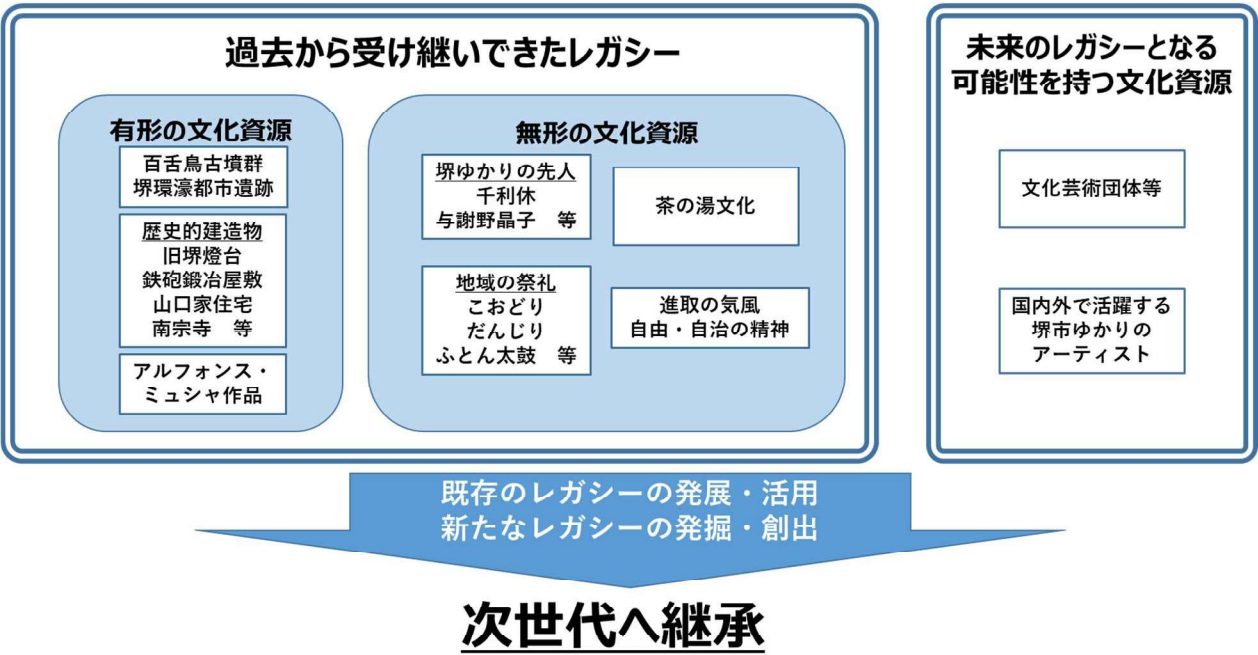 過去から受け継いできたレガシー
有形の文化資源
百舌鳥古墳群
堺環濠都市遺跡
歴史的建造物
旧堺燈台
鉄砲鍛冶屋敷
山口家住宅
南宗寺　等
アルフォンス・
ミュシャ作品
無形の文化資源
堺ゆかりの先人
千利休
与謝野晶子　等
茶の湯文化
地域の祭礼
こおどり
だんじり
ふとん太鼓　等
進取の気風
自由・自治の精神
未来のレガシーとなる
可能性を持つ文化資源
文化芸術団体等
国内外で活躍する
堺市ゆかりの
アーティスト
既存のレガシーの発展・活用
新たなレガシーの発掘・創出
次世代へ継承